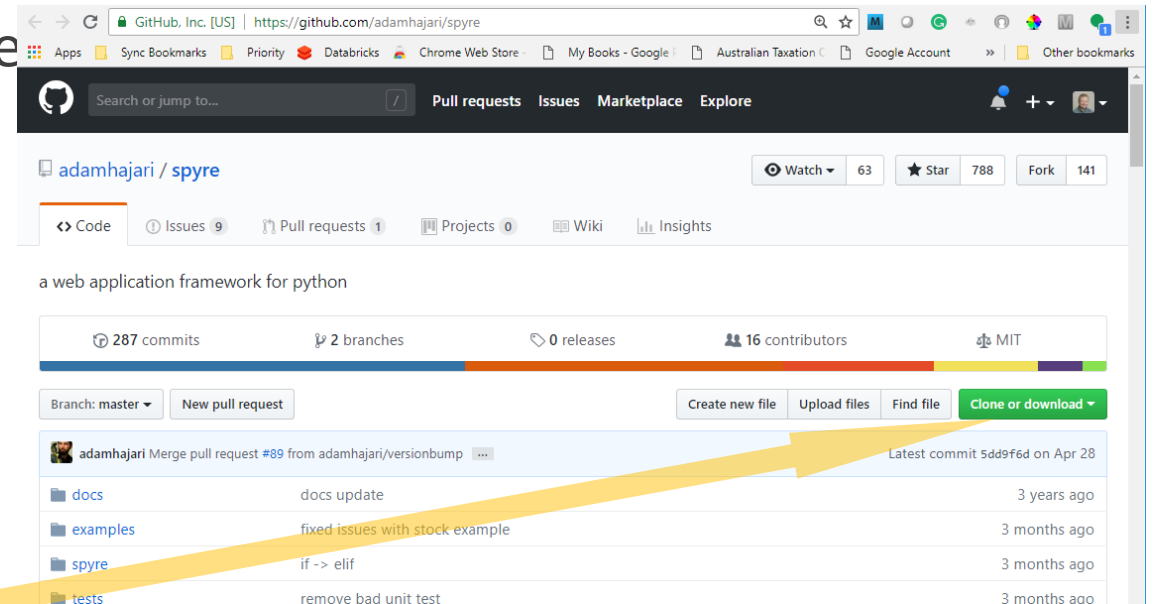 e
GitHub, Inc. [US] | https://github.com/adamhajari/spyre
Apps Sync Bookmarks Priority Databricks Chrome Web Store - My Books - Google Australian Taxation Google Account » Other bookmarks
Search or jump to... / Pull requests Issues Marketplace Explore
adamhajari / spyre Watch 63 Star 788 Fork 141
Code Issues 9 Pull requests 1 Projects 0 Wiki Insights
a web application framework for python
287 commits 2 branches 0 releases 16 contributors MIT
Branch: master New pull request Create new file Upload files Find file Clone or download
adamhajari Merge pull request #89 from adamhajari/versionbump ... Latest commit 5dd9f6d on Apr 28
docs docs update 3 years ago
examples fixed issues with stock example 3 months ago
spyre if -> elif 3 months ago
tests remove bad unit test 3 months ago